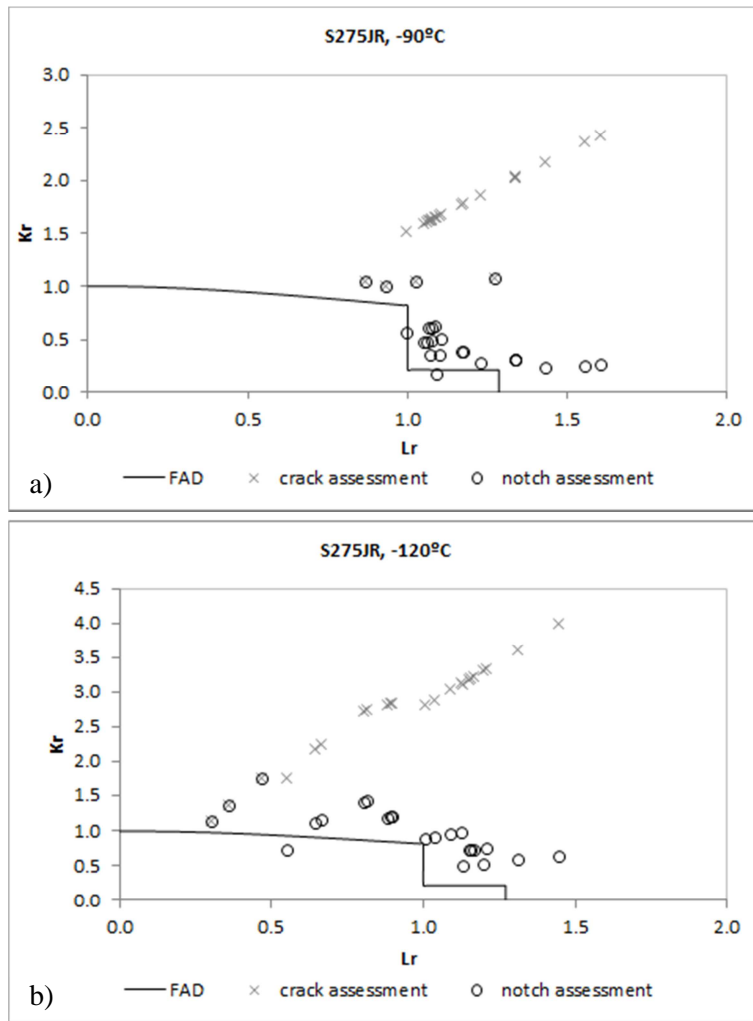 S275JR, -90ºC
3.0
2.5
2.0
1.5
1.0
0.5
0.0
Kr
0.0 0.5 1.0 1.5 2.0
Lr
a)
FAD crack assessment notch assessment
S275JR, -120ºC
4.5
4.0
3.5
3.0
2.5
2.0
1.5
1.0
0.5
0.0
Kr
0.0 0.5 1.0 1.5 2.0
Lr
b)
FAD crack assessment notch assessment